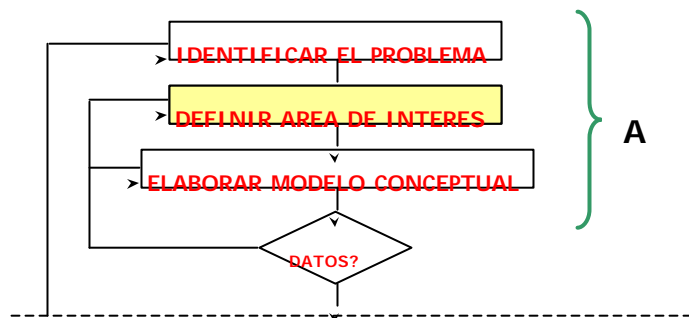 IDENTIFICAR EL PROBLEMA
DEFINIR AREA DE INTERES
A
ELABORAR MODELO CONCEPTUAL
DATOS?